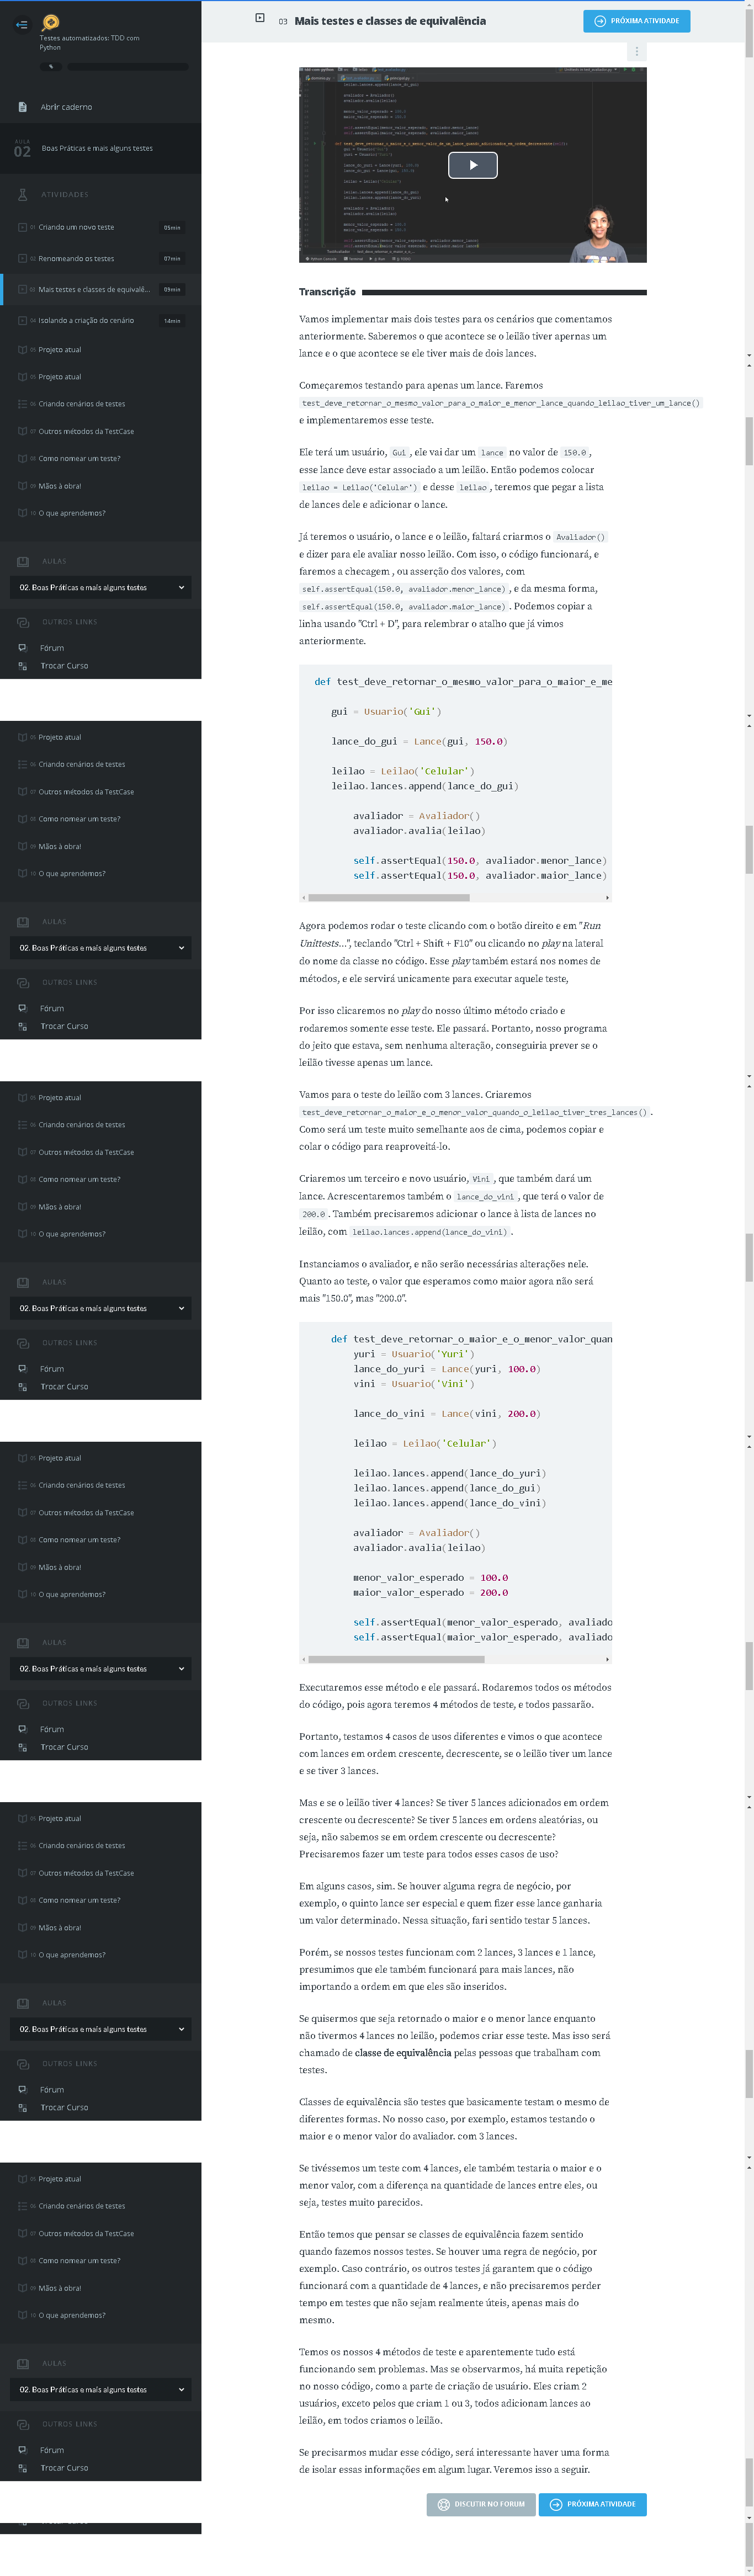 Testes automatizados: TDD com
Python
Abrir caderno
AULA
02
Boas Práticas e mais alguns testes
ATIVIDADES
01 Criando um novo teste 05min
02 Renomeando os testes 07min
03 Mais testes e classes de equivalê... 09min
04 Isolando a criação do cenário 14min
05 Projeto atual
05 Projeto atual
06 Criando cenários de testes
07 Outros métodos da TestCase
08 Como nomear um teste?
09 Mãos à obra!
10 O que aprendemos?
AULAS
02. Boas Práticas e mais alguns testes
OUTROS LINKS
Fórum
Trocar Curso
03 Mais testes e classes de equivalência
PRÓXIMA ATIVIDADE
Transcrição
Vamos implementar mais dois testes para os cenários que comentamos
anteriormente. Saberemos o que acontece se o leilão tiver apernas um
lance e o que acontece se ele tiver mais de dois lances.
Começaremos testando para apenas um lance. Faremos
test_deve_retornar_o_mesmo_valor_para_o_maior_e_menor_lance_quando_leilao_tiver_um_lance()
e implementaremos esse teste.
Ele terá um usuário, Gui , ele vai dar um lance no valor de 150.0 ,
esse lance deve estar associado a um leilão. Então podemos colocar
leilao = Leilao('Celular') e desse leilao , teremos que pegar a lista
de lances dele e adicionar o lance.
Já teremos o usuário, o lance e o leilão, faltará criarmos o Avaliador()
e dizer para ele avaliar nosso leilão. Com isso, o código funcionará, e
faremos a checagem , ou asserção dos valores, com
self.assertEqual(150.0, avaliador.menor_lance) , e da mesma forma,
self.assertEqual(150.0, avaliador.maior_lance) . Podemos copiar a
linha usando "Ctrl + D", para relembrar o atalho que já vimos
anteriormente.
def test_deve_retornar_o_mesmo_valor_para_o_maior_e_me
gui = Usuario('Gui')
lance_do_gui = Lance(gui, 150.0)
leilao = Leilao('Celular')
leilao.lances.append(lance_do_gui)
avaliador = Avaliador()
avaliador.avalia(leilao)
self.assertEqual(150.0, avaliador.menor_lance)
self.assertEqual(150.0, avaliador.maior_lance)
Agora podemos rodar o teste clicando com o botão direito e em "Run
Unittests...", teclando "Ctrl + Shift + F10" ou clicando no play na lateral
do nome da classe no código. Esse play também estará nos nomes de
métodos, e ele servirá unicamente para executar aquele teste,
Por isso clicaremos no play do nosso último método criado e
rodaremos somente esse teste. Ele passará. Portanto, nosso programa
do jeito que estava, sem nenhuma alteração, conseguiria prever se o
leilão tivesse apenas um lance.
Vamos para o teste do leilão com 3 lances. Criaremos
test_deve_retornar_o_maior_e_o_menor_valor_quando_o_leilao_tiver_tres_lances() .
Como será um teste muito semelhante aos de cima, podemos copiar e
colar o código para reaproveitá-lo.
Criaremos um terceiro e novo usuário, Vini , que também dará um
lance. Acrescentaremos também o lance_do_vini , que terá o valor de
200.0 . Também precisaremos adicionar o lance à lista de lances no
leilão, com leilao.lances.append(lance_do_vini) .
Instanciamos o avaliador, e não serão necessárias alterações nele.
Quanto ao teste, o valor que esperamos como maior agora não será
mais "150.0", mas "200.0".
def test_deve_retornar_o_maior_e_o_menor_valor_quan
yuri = Usuario('Yuri')
lance_do_yuri = Lance(yuri, 100.0)
vini = Usuario('Vini')
lance_do_vini = Lance(vini, 200.0)
leilao = Leilao('Celular')
leilao.lances.append(lance_do_yuri)
leilao.lances.append(lance_do_gui)
leilao.lances.append(lance_do_vini)
avaliador = Avaliador()
avaliador.avalia(leilao)
menor_valor_esperado = 100.0
maior_valor_esperado = 200.0
self.assertEqual(menor_valor_esperado, avaliado
self.assertEqual(maior_valor_esperado, avaliado
Executaremos esse método e ele passará. Rodaremos todos os métodos
do código, pois agora teremos 4 métodos de teste, e todos passarão.
Portanto, testamos 4 casos de usos diferentes e vimos o que acontece
com lances em ordem crescente, decrescente, se o leilão tiver um lance
e se tiver 3 lances.
Mas e se o leilão tiver 4 lances? Se tiver 5 lances adicionados em ordem
crescente ou decrescente? Se tiver 5 lances em ordens aleatórias, ou
seja, não sabemos se em ordem crescente ou decrescente?
Precisaremos fazer um teste para todos esses casos de uso?
Em alguns casos, sim. Se houver alguma regra de negócio, por
exemplo, o quinto lance ser especial e quem fizer esse lance ganharia
um valor determinado. Nessa situação, fari sentido testar 5 lances.
Porém, se nossos testes funcionam com 2 lances, 3 lances e 1 lance,
presumimos que ele também funcionará para mais lances, não
importando a ordem em que eles são inseridos.
Se quisermos que seja retornado o maior e o menor lance enquanto
não tivermos 4 lances no leilão, podemos criar esse teste. Mas isso será
chamado de classe de equivalência pelas pessoas que trabalham com
testes.
Classes de equivalência são testes que basicamente testam o mesmo de
diferentes formas. No nosso caso, por exemplo, estamos testando o
maior e o menor valor do avaliador. com 3 lances.
Se tivéssemos um teste com 4 lances, ele também testaria o maior e o
menor valor, com a diferença na quantidade de lances entre eles, ou
seja, testes muito parecidos.
Então temos que pensar se classes de equivalência fazem sentido
quando fazemos nossos testes. Se houver uma regra de negócio, por
exemplo. Caso contrário, os outros testes já garantem que o código
funcionará com a quantidade de 4 lances, e não precisaremos perder
tempo em testes que não sejam realmente úteis, apenas mais do
mesmo.
Temos os nossos 4 métodos de teste e aparentemente tudo está
funcionando sem problemas. Mas se observarmos, há muita repetição
no nosso código, como a parte de criação de usuário. Eles criam 2
usuários, exceto pelos que criam 1 ou 3, todos adicionam lances ao
leilão, em todos criamos o leilão.
Se precisarmos mudar esse código, será interessante haver uma forma
de isolar essas informações em algum lugar. Veremos isso a seguir.
DISCUTIR NO FORUM
PRÓXIMA ATIVIDADE